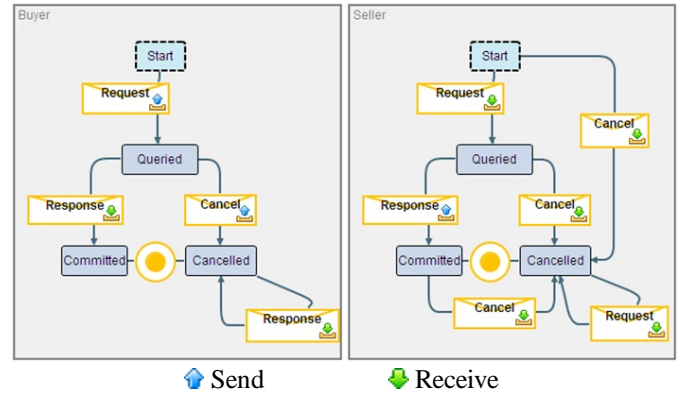 Buyer
Start
Request
Queried
Response
Cancel
Committed
Cancelled
Response
Seller
Start
Request
Cancel
Queried
Response
Cancel
Committed
Cancelled
Cancel
Request
Send
Receive